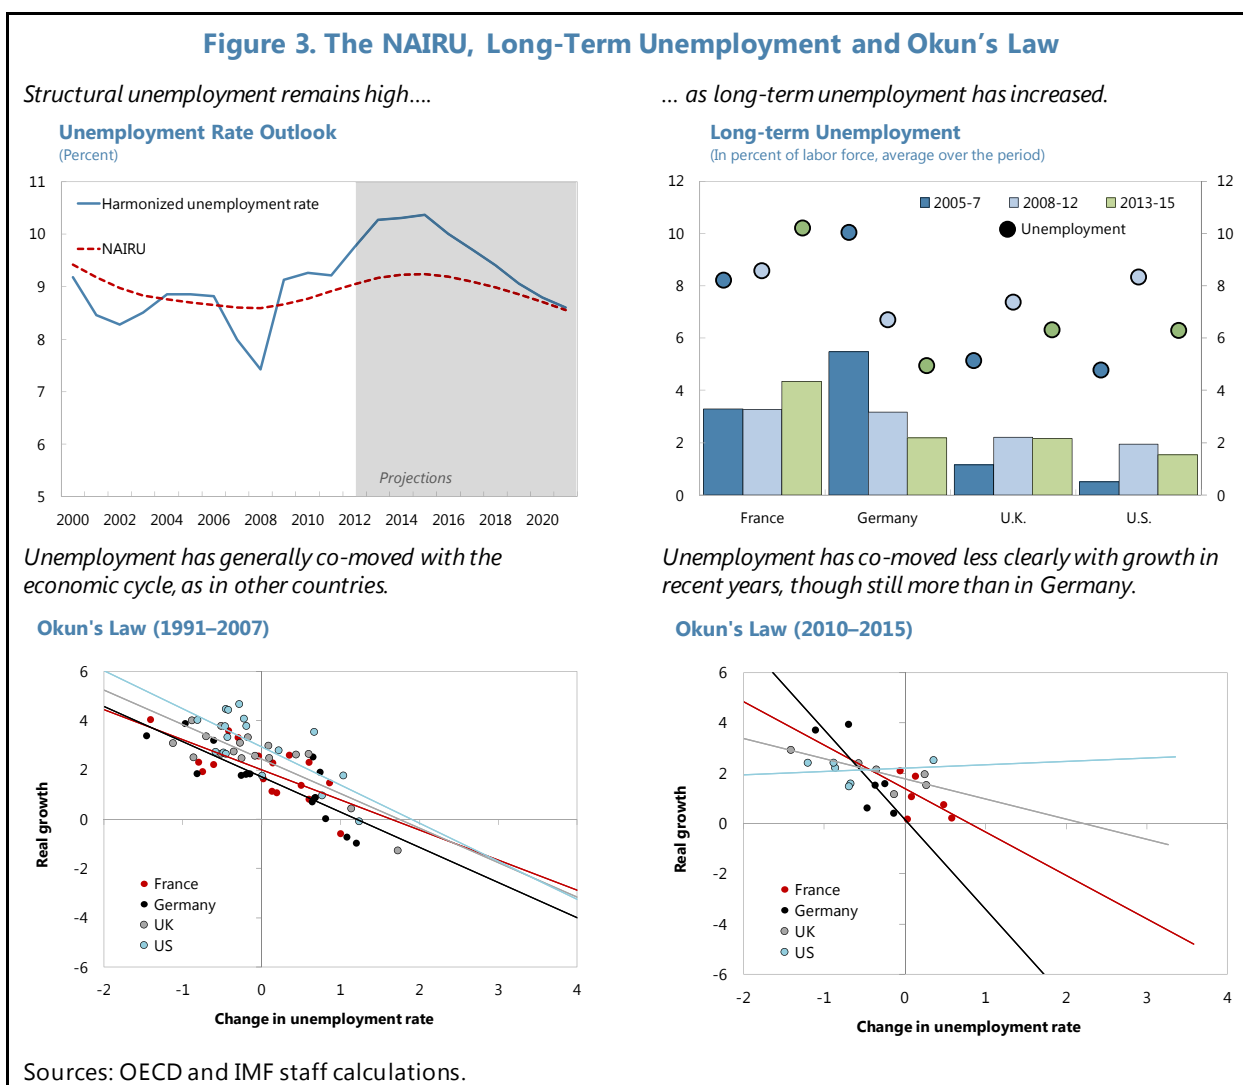 Figure 3. The NAIRU, Long-Term Unemployment and Okun's Law
Structural unemployment remains high....
Unemployment Rate Outlook
(Percent)
11
10
9
8
7
6
5
Harmonized unemployment rate
NAIRU
Projections
2000 2002 2004 2006 2008 2010 2012 2014 2016 2018 2020
... as long-term unemployment has increased.
Long-term Unemployment
(In percent of labor force, average over the period)
12
10
8
6
4
2
0
2005-7 2008-12 2013-15
Unemployment
12
10
8
6
4
2
0
France Germany U.K. U.S.
Unemployment has generally co-moved with the
economic cycle, as in other countries.
Okun's Law (1991–2007)
Real growth
6
4
2
0
-2
-4
-6
France
Germany
UK
US
-2 -1 0 1 2 3 4
Change in unemployment rate
Unemployment has co-moved less clearly with growth in
recent years, though still more than in Germany.
Okun's Law (2010–2015)
Real growth
6
4
2
0
-2
-4
-6
France
Germany
UK
US
-2 -1 0 1 2 3 4
Change in unemployment rate
Sources: OECD and IMF staff calculations.